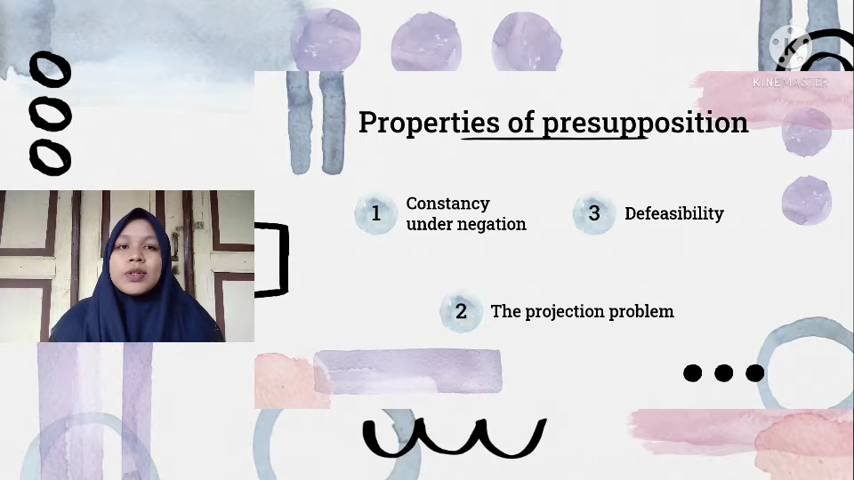 K
KINEMASTER
Properties of presupposition
1
Constancy
under negation
3
Defeasibility
2
The projection problem